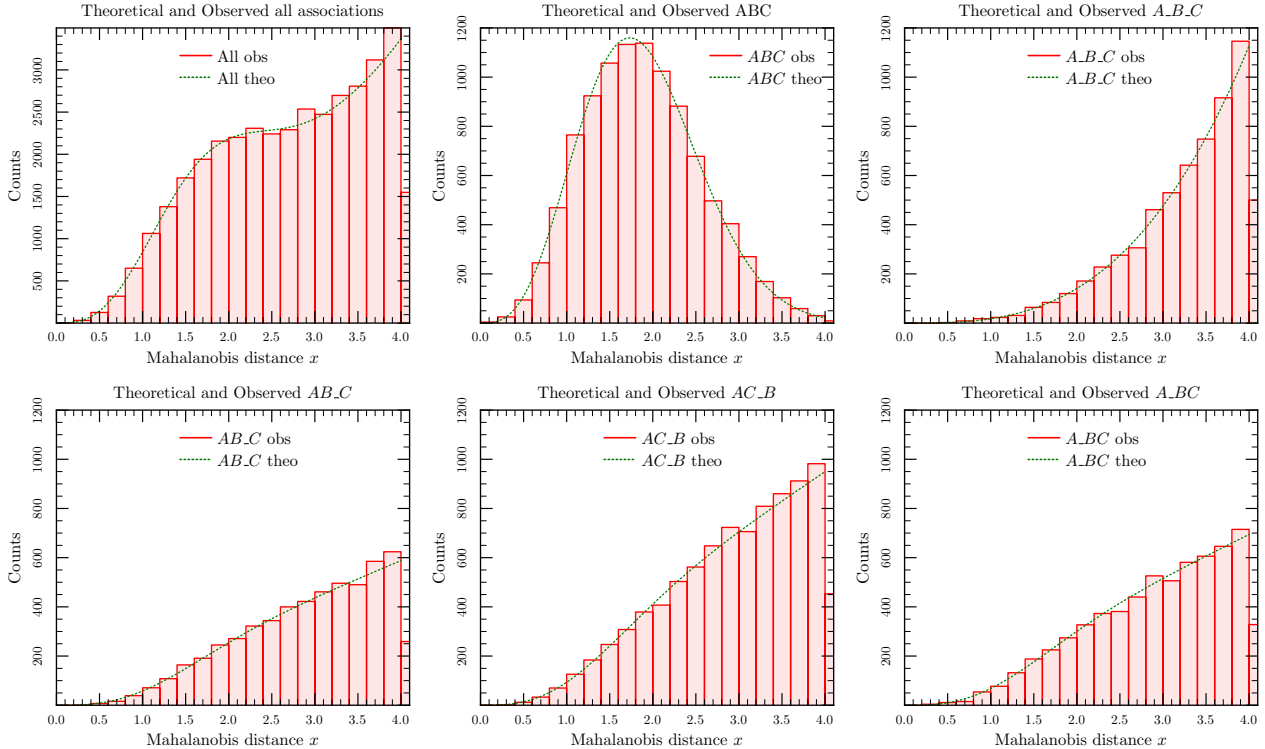 Theoretical and Observed all associations
All obs
All theo
Counts
500
1000
1500
2000
2500
3000
0.0 0.5 1.0 1.5 2.0 2.5 3.0 3.5 4.0
Mahalanobis distance x
Theoretical and Observed ABC
ABC obs
ABC theo
Counts
200
400
600
800
1000
1200
0.0 0.5 1.0 1.5 2.0 2.5 3.0 3.5 4.0
Mahalanobis distance x
Theoretical and Observed A_B_C
A_B_C obs
A_B_C theo
Counts
200
400
600
800
1000
1200
0.0 0.5 1.0 1.5 2.0 2.5 3.0 3.5 4.0
Mahalanobis distance x
Theoretical and Observed AB_C
AB_C obs
AB_C theo
Counts
200
400
600
800
1000
1200
0.0 0.5 1.0 1.5 2.0 2.5 3.0 3.5 4.0
Mahalanobis distance x
Theoretical and Observed AC_B
AC_B obs
AC_B theo
Counts
200
400
600
800
1000
1200
0.0 0.5 1.0 1.5 2.0 2.5 3.0 3.5 4.0
Mahalanobis distance x
Theoretical and Observed A_BC
A_BC obs
A_BC theo
Counts
200
400
600
800
1000
1200
0.0 0.5 1.0 1.5 2.0 2.5 3.0 3.5 4.0
Mahalanobis distance x